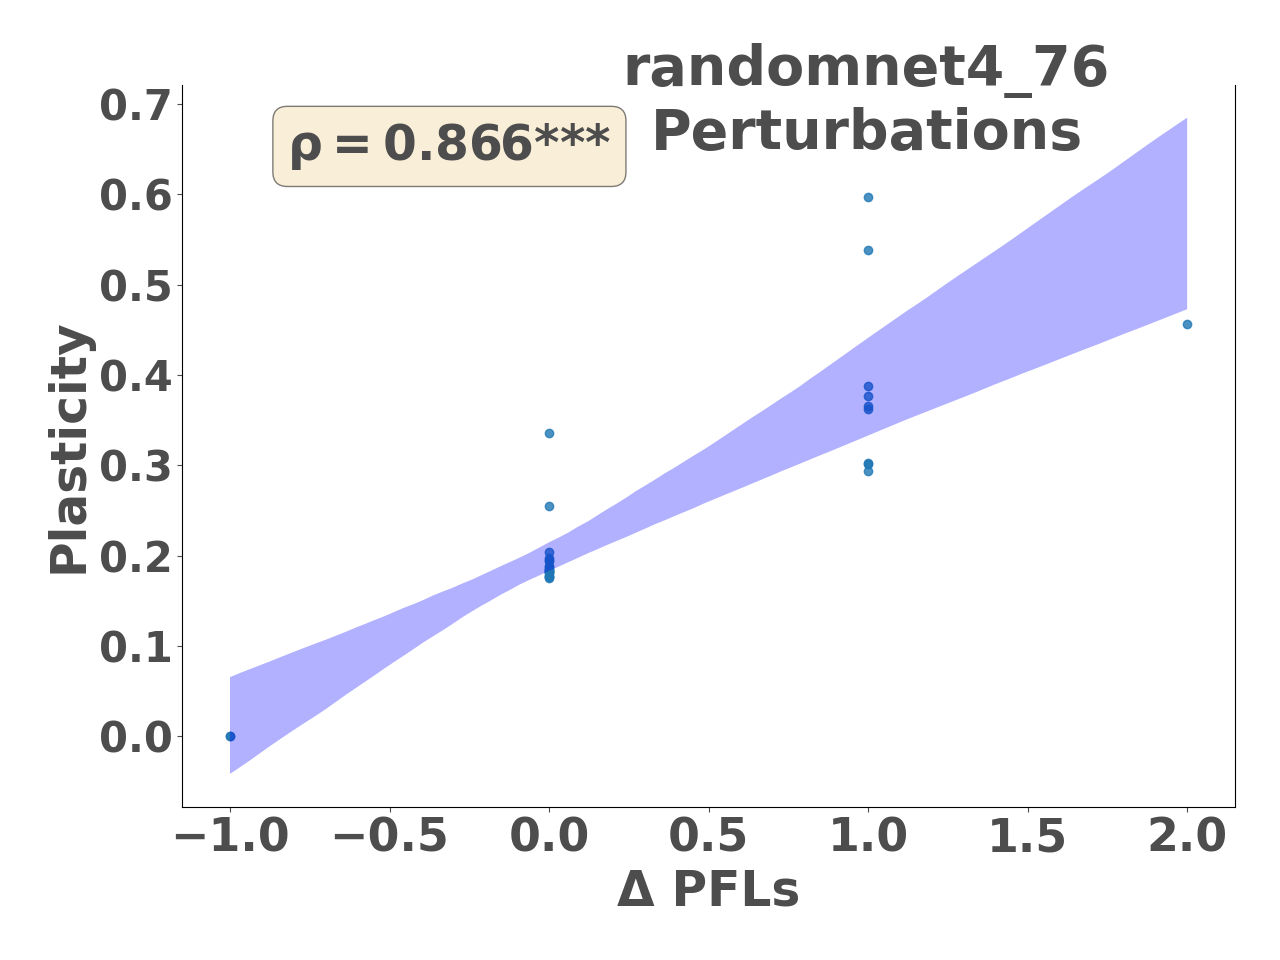 randomnet4_76
Perturbations
ρ = 0.866***
0.7
0.6
0.5
0.4
0.3
0.2
0.1
0.0
Plasticity
−1.0 −0.5 0.0 0.5 1.0 1.5 2.0
Δ PFLs